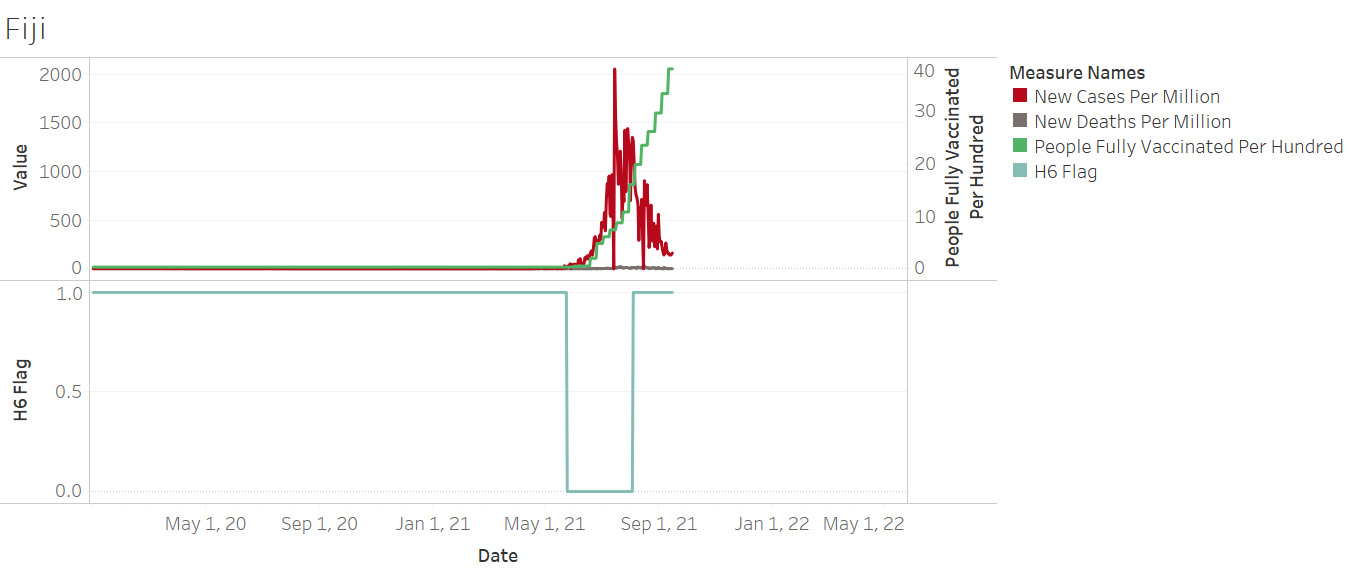 Fiji
2000
1500
1000
500
0
Value
40
30
20
10
0
People Fully Vaccinated
Per Hundred
Measure Names
New Cases Per Million
New Deaths Per Million
People Fully Vaccinated Per Hundred
H6 Flag
1.0
0.5
0.0
H6 Flag
May 1, 20
Sep 1, 20
Jan 1, 21
May 1, 21
Sep 1, 21
Jan 1, 22
May 1, 22
Date